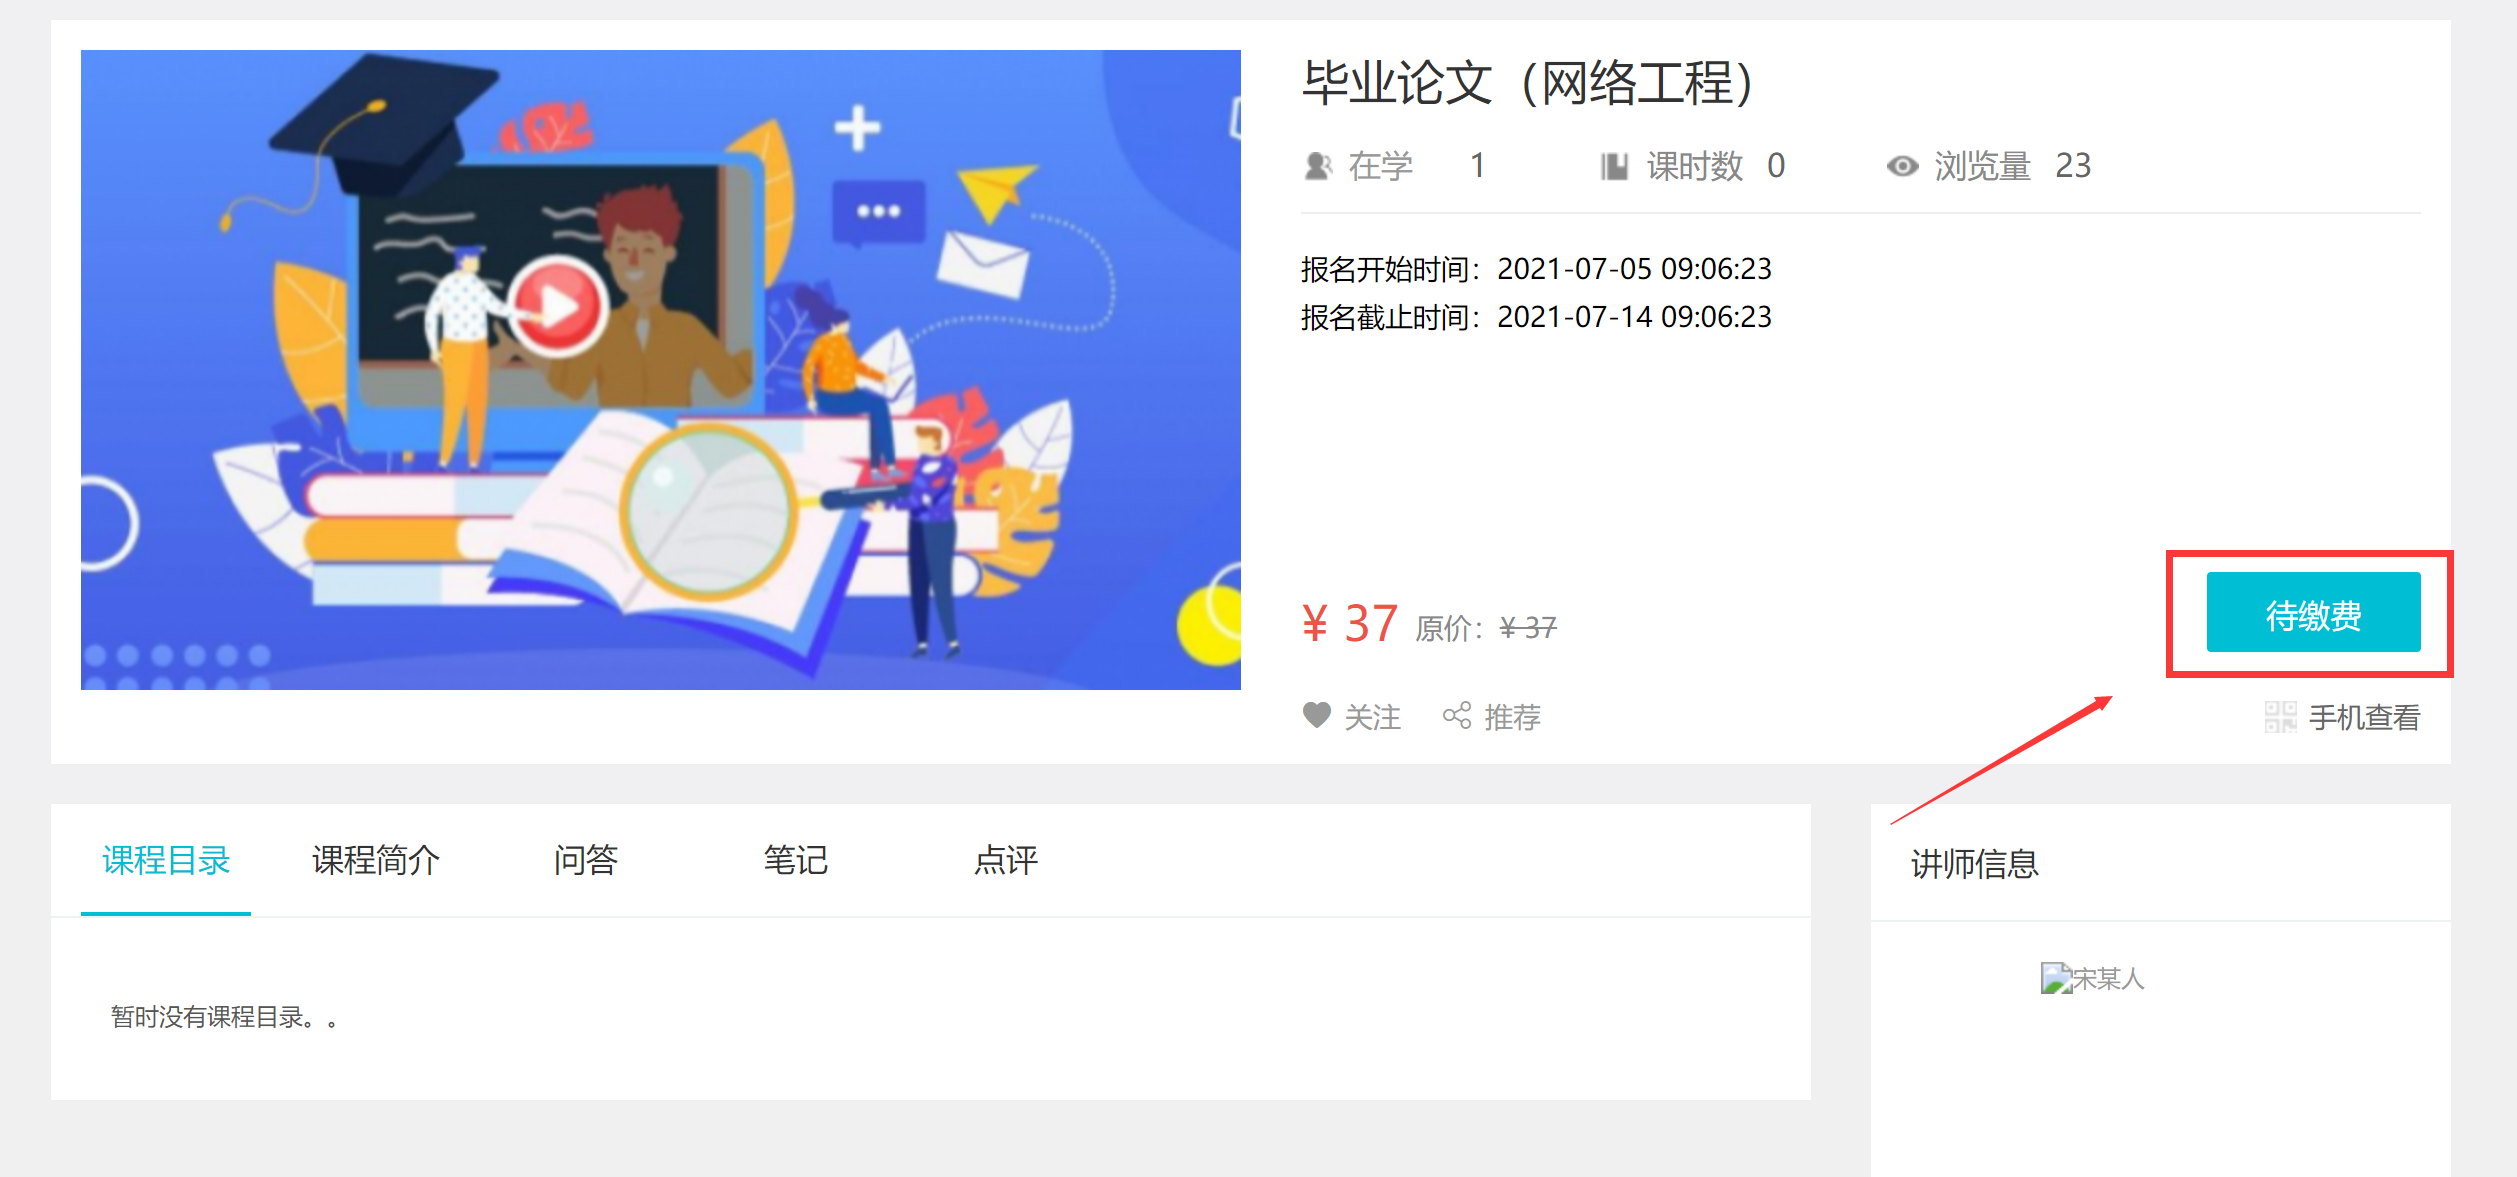 毕业论文（网络工程）
在学 1 课时数 0 浏览量 23
报名开始时间：2021-07-05 09:06:23
报名截止时间：2021-07-14 09:06:23
¥ 37 原价：¥ 37
待缴费
关注 推荐 手机查看
课程目录 课程简介 问答 笔记 点评
暂时没有课程目录。。
讲师信息
宋某人